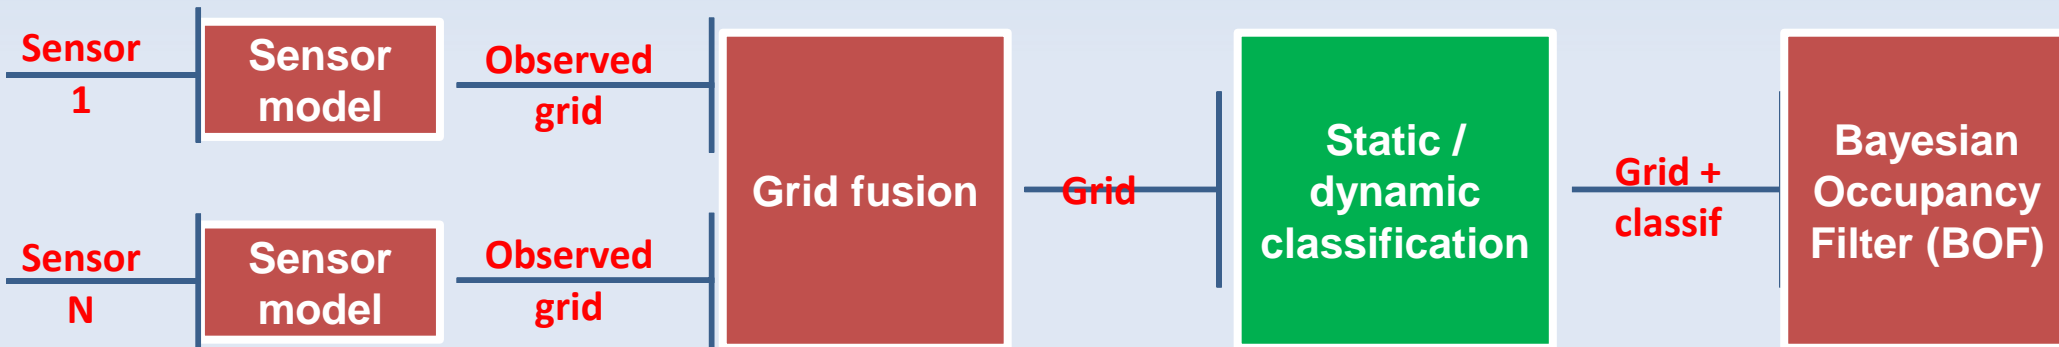 Sensor
1
Sensor
model
Observed
grid
Sensor
N
Sensor
model
Observed
grid
Grid fusion
Grid
Static /
dynamic
classification
Grid +
classif
Bayesian
Occupancy
Filter (BOF)